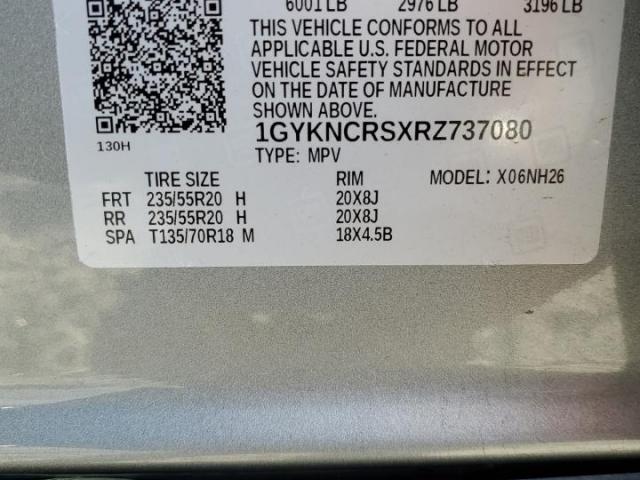 6001 LB 2976 LB 3196 LB
THIS VEHICLE CONFORMS TO ALL
APPLICABLE U.S. FEDERAL MOTOR
VEHICLE SAFETY STANDARDS IN EFFECT
ON THE DATE OF MANUFACTURE
SHOWN ABOVE.
130H
1GYKNCRSXRZ737080
TYPE: MPV
TIRE SIZE RIM MODEL: X06NH26
FRT 235/55R20 H 20X8J
RR 235/55R20 H 20X8J
SPA T135/70R18 M 18X4.5B